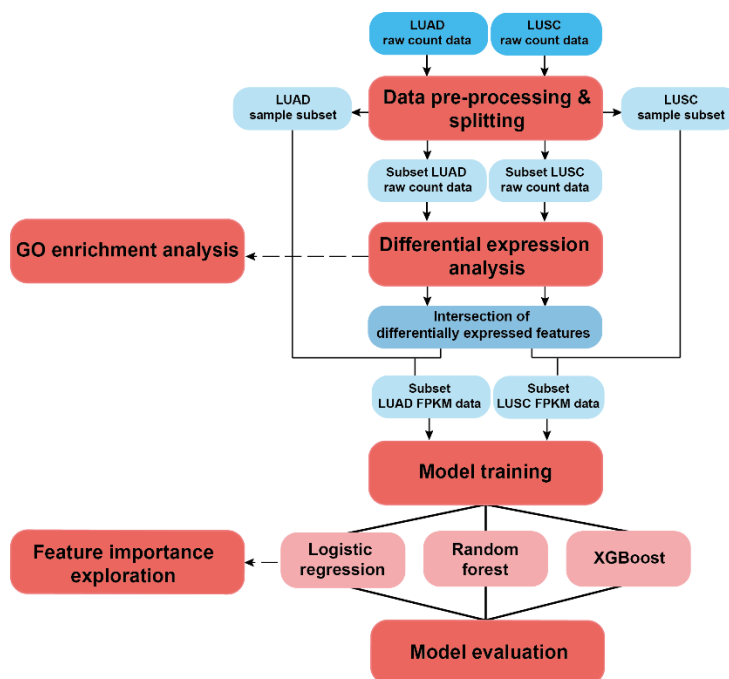 LUAD
raw count data
LUSC
raw count data
LUAD
sample subset
Data pre-processing &
splitting
LUSC
sample subset
Subset LUAD
raw count data
Subset LUSC
raw count data
GO enrichment analysis
Differential expression
analysis
Intersection of
differentially expressed features
Subset
LUAD FPKM data
Subset
LUSC FPKM data
Model training
Feature importance
exploration
Logistic
regression
Random
forest
XGBoost
Model evaluation